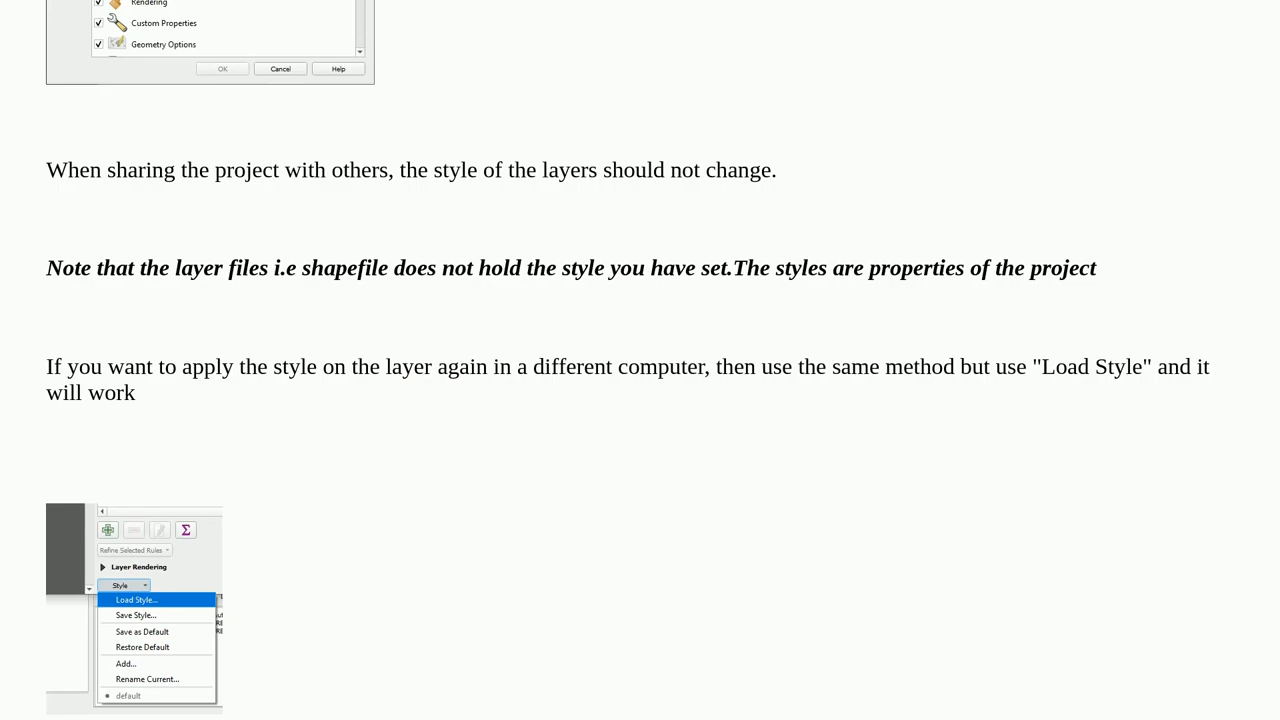 Rendering
Custom Properties
Geometry Options
OK Cancel Help
When sharing the project with others, the style of the layers should not change.
Note that the layer files i.e shapefile does not hold the style you have set.The styles are properties of the project
If you want to apply the style on the layer again in a different computer, then use the same method but use "Load Style" and it
will work
Σ
Refine Selected Rules
Layer Rendering
Style
Load Style...
Save Style...
Save as Default
Restore Default
Add...
Rename Current...
default